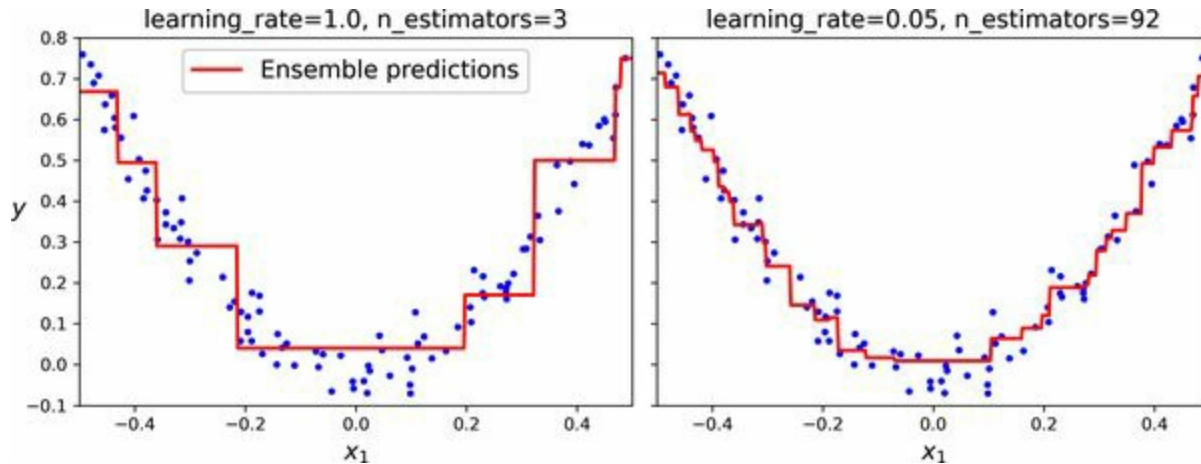 learning_rate=1.0, n_estimators=3
learning_rate=0.05, n_estimators=92
Ensemble predictions
0.8
0.7
0.6
0.5
0.4
0.3
0.2
0.1
0.0
−0.1
y
−0.4 −0.2 0.0 0.2 0.4
−0.4 −0.2 0.0 0.2 0.4
x₁
x₁